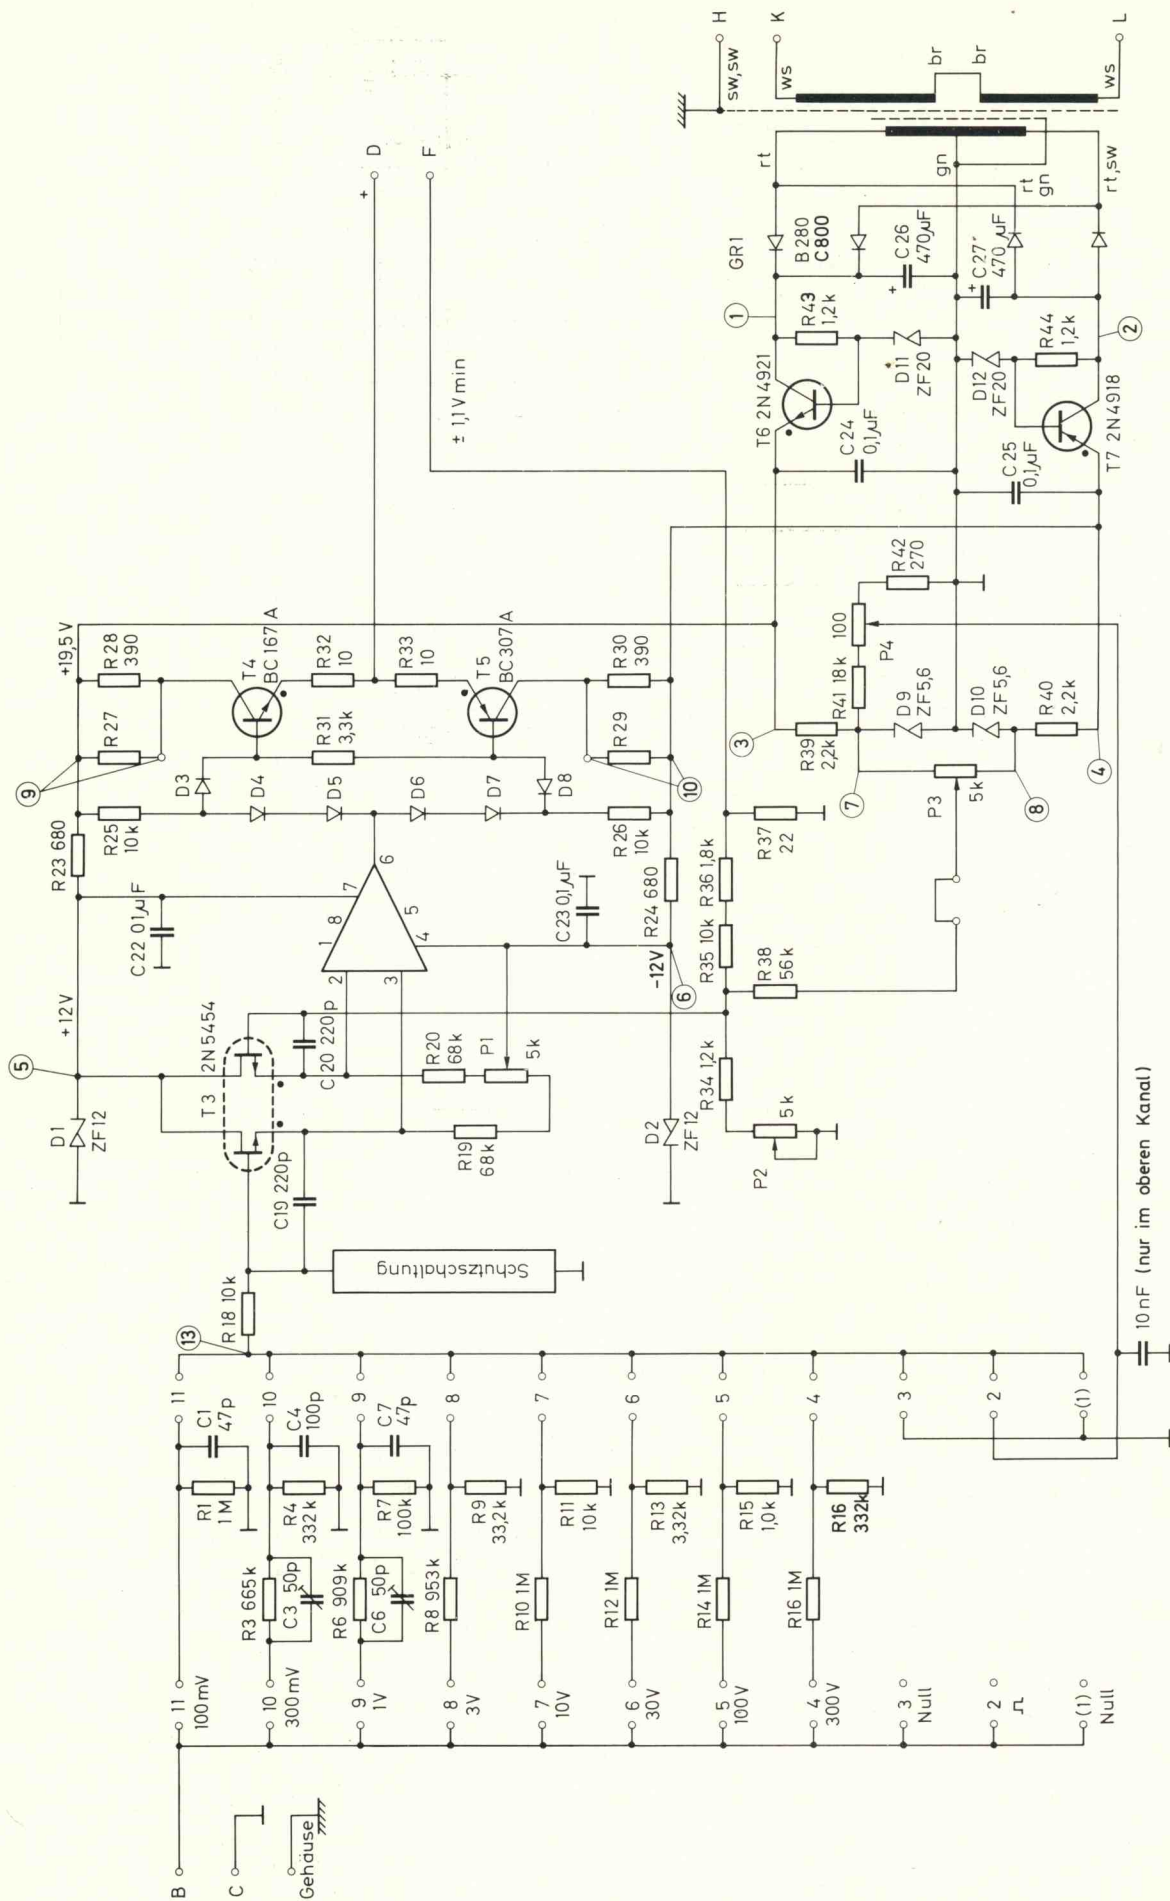 B
C
Gehäuse
11
100mV
10
300mV
9
1V
8
3V
7
10V
6
30V
5
100V
4
300V
3
Null
2
⎍
(1)
Null
R1
1M
C1
47p
R3 665k
C3 50p
R4
332k
C4
100p
R6 909k
C6 50p
R7
100k
C7
47p
R8 953k
R9
33,2k
R10 1M
R11
10k
R12 1M
R13
3,32k
R14 1M
R15
1,0k
R16 1M
R16
332k
11
10
9
8
7
6
5
4
3
2
(1)
13
R18 10k
Schutzschaltung
C19 220p
10nF (nur im oberen Kanal)
5
+12V
D1
ZF12
T3
2N5454
C20 220p
R19
68k
R20
68k
P1
5k
D2
ZF12
-12V
6
R34 1,2k
P2
5k
C22 01µF
1
8
7
2
3
4
5
6
C23 0,1µF
R24 680
R35 10k
R36 1,8k
R37
22
R38
56k
R23 680
9
+19,5V
R25
10k
R27
R28
390
D3
D4
D5
D6
D7
D8
T4
BC167A
R31
3,3k
R32
10
R33
10
T5
BC307A
R26
10k
R29
R30
390
10
+
D
F
± 1,1Vmin
3
R39
2,2k
R41 18k
P4
100
R42
270
7
D9
ZF5,6
D10
ZF5,6
P3
5k
8
R40
2,2k
4
T6 2N4921
C24
0,1µF
C25
0,1µF
T7 2N4918
1
R43
1,2k
D11
ZF20
D12
ZF20
R44
1,2k
2
GR1
B280
C800
+
C26
470µF
+
C27
470µF
rt
gn
rt
gn
rt,sw
H
sw,sw
K
ws
br
br
ws
L